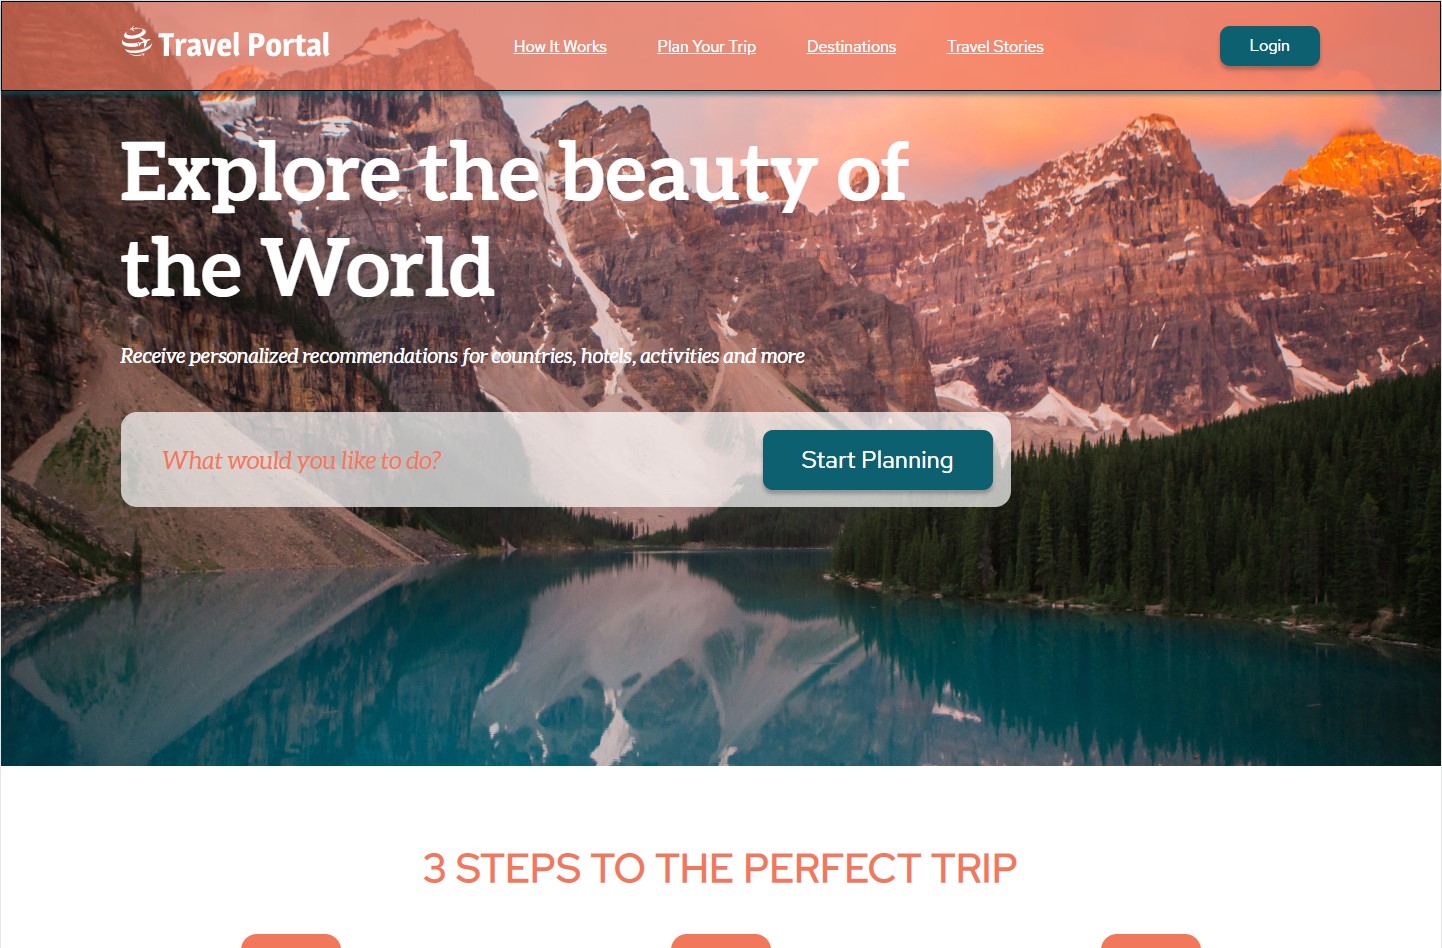 Travel Portal
How It Works
Plan Your Trip
Destinations
Travel Stories
Login
Explore the beauty of
the World
Receive personalized recommendations for countries, hotels, activities and more
What would you like to do?
Start Planning
3 STEPS TO THE PERFECT TRIP